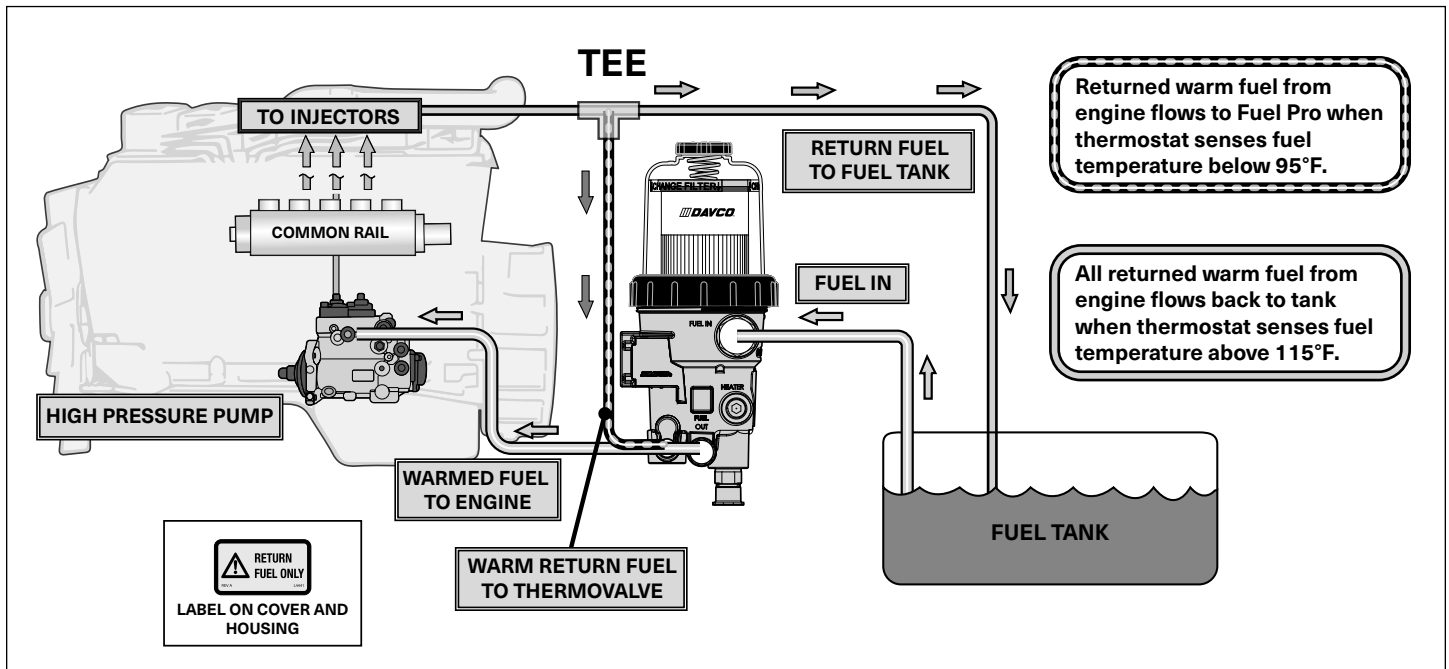 TEE
TO INJECTORS
COMMON RAIL
HIGH PRESSURE PUMP
RETURN FUEL
TO FUEL TANK
CHANGE FILTER
DAVCO
FUEL IN
FUEL IN
HEATER
FUEL
OUT
WARMED FUEL
TO ENGINE
WARM RETURN FUEL
TO THERMOVALVE
FUEL TANK
Returned warm fuel from
engine flows to Fuel Pro when
thermostat senses fuel
temperature below 95°F.
All returned warm fuel from
engine flows back to tank
when thermostat senses fuel
temperature above 115°F.
RETURN
FUEL ONLY
REV A
LABEL ON COVER AND
HOUSING